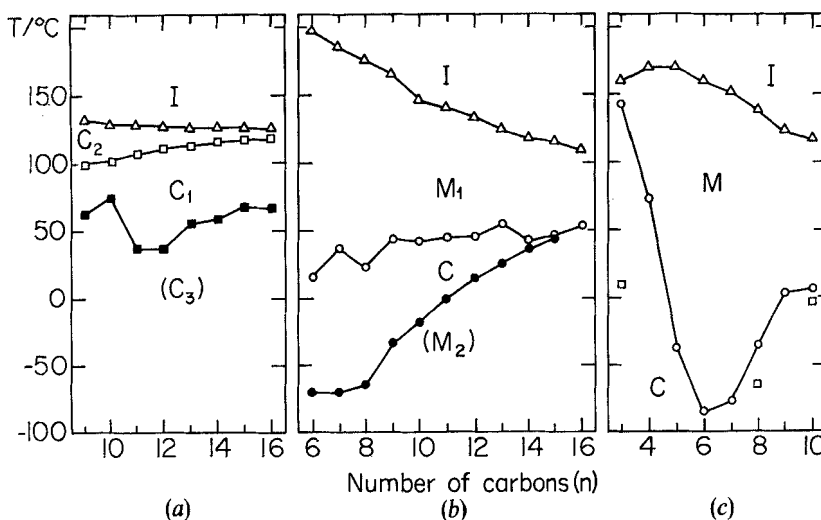 T/°C
150
100
50
0
-50
-100
I
C2
C1
(C3)
10 12 14 16
I
M1
C
(M2)
6 8 10 12 14 16
I
M
C
4 6 8 10
Number of carbons (n)
(a) (b) (c)